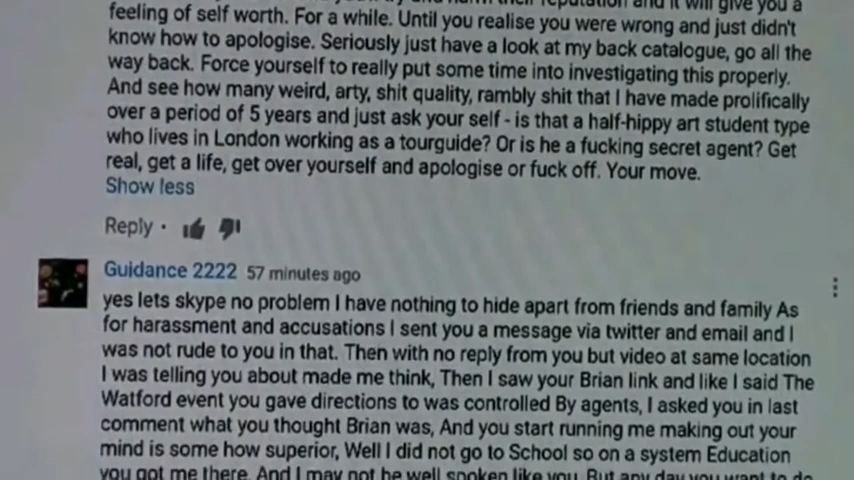 feeling of self worth. For a while. Until you realise you were wrong and just didn't
know how to apologise. Seriously just have a look at my back catalogue, go all the
way back. Force yourself to really put some time into investigating this properly.
And see how many weird, arty, shit quality, rambly shit that I have made prolifically
over a period of 5 years and just ask your self - is that a half-hippy art student type
who lives in London working as a tourguide? Or is he a fucking secret agent? Get
real, get a life, get over yourself and apologise or fuck off. Your move.
Show less
Reply ·
Guidance 2222 57 minutes ago
yes lets skype no problem I have nothing to hide apart from friends and family As
for harassment and accusations I sent you a message via twitter and email and I
was not rude to you in that. Then with no reply from you but video at same location
I was telling you about made me think, Then I saw your Brian link and like I said The
Watford event you gave directions to was controlled By agents, I asked you in last
comment what you thought Brian was, And you start running me making out your
mind is some how superior, Well I did not go to School so on a system Education
you got me there, And I may not be well spoken like you, But any day you want to do